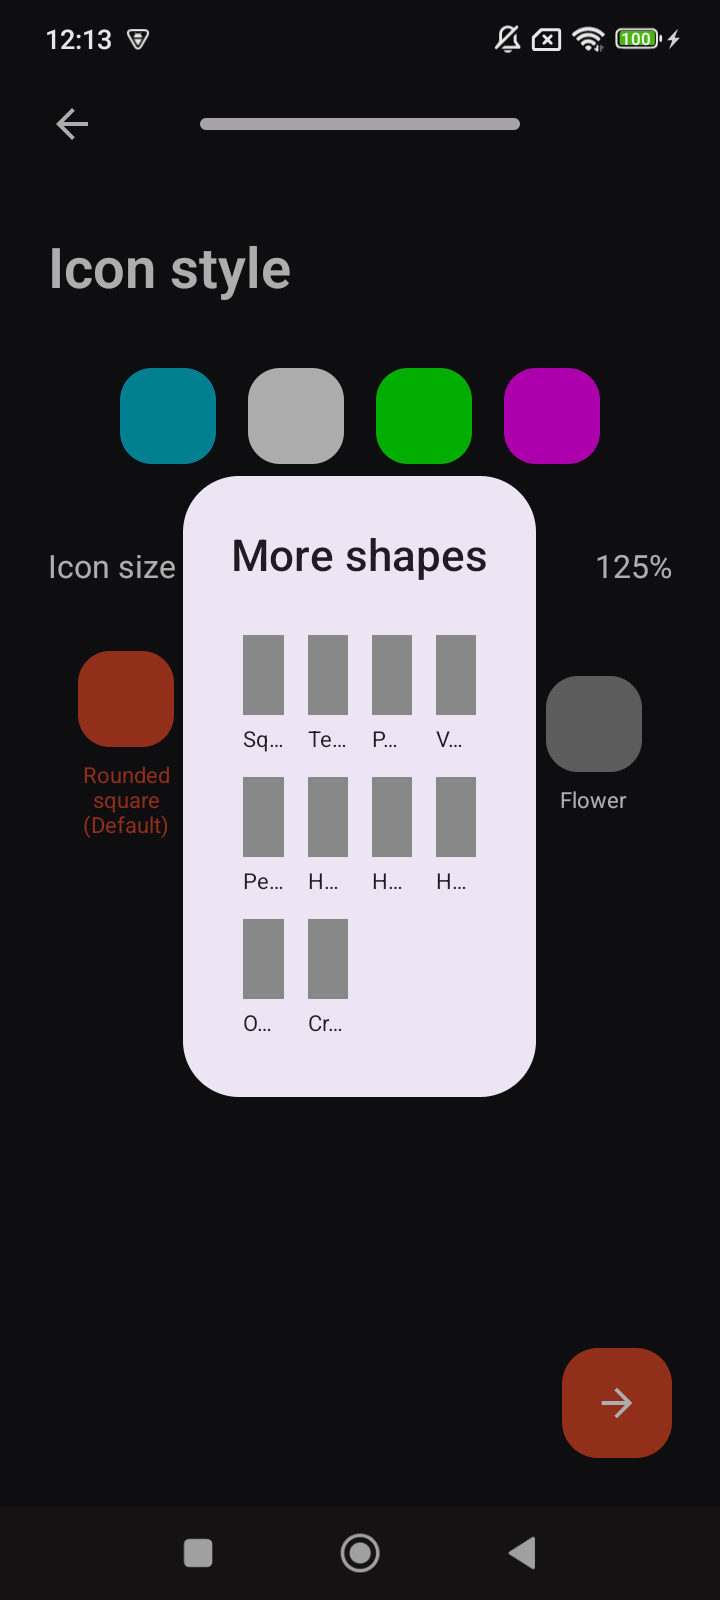 12:13
100
Icon style
More shapes
Icon size
125%
Sq...
Te...
P...
V...
Rounded
square
(Default)
Flower
Pe...
H...
H...
H...
O...
Cr...